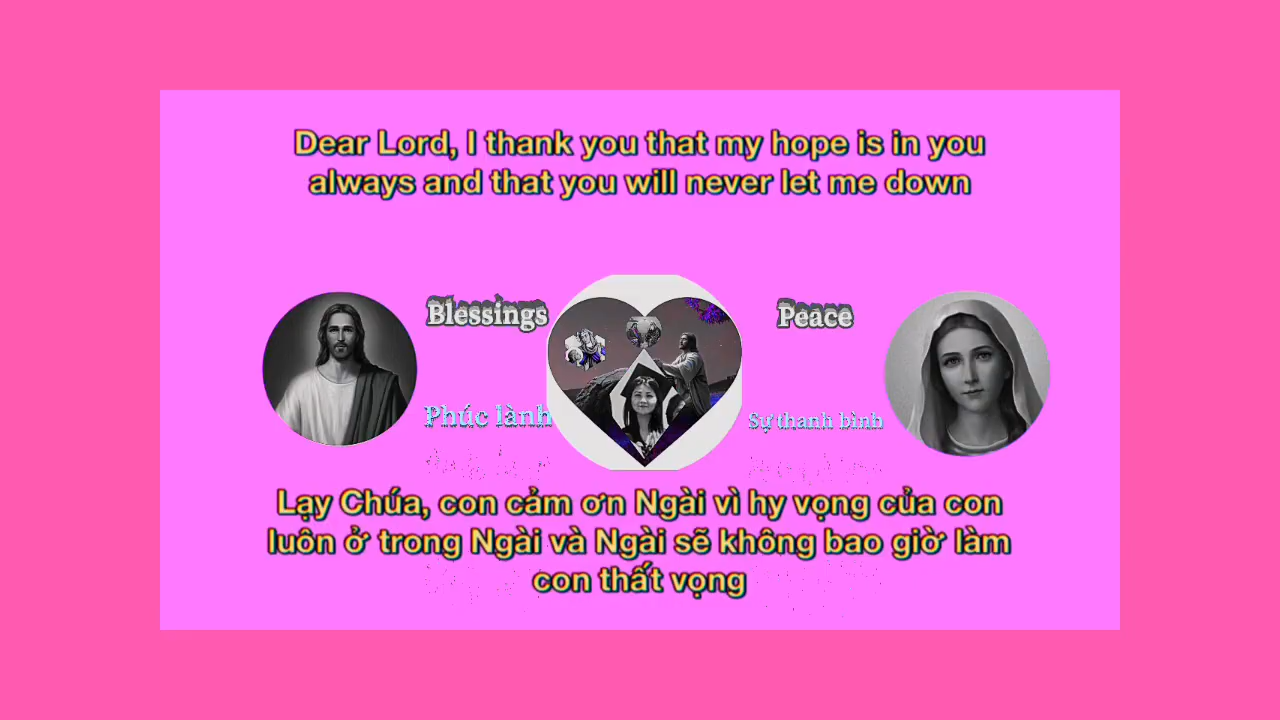 Dear Lord, I thank you that my hope is in you
always and that you will never let me down
Blessings
Peace
Phúc lành
Sự thanh bình
Lạy Chúa, con cảm ơn Ngài vì hy vọng của con
luôn ở trong Ngài và Ngài sẽ không bao giờ làm
con thất vọng